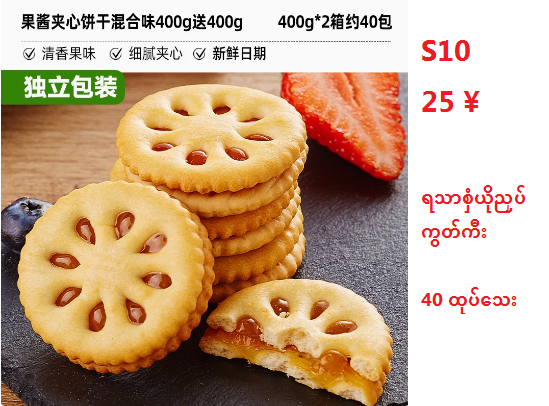 果酱夹心饼干混合味400g送400g 400g*2箱约40包
清香果味 细腻夹心 新鲜日期
独立包装
S10
25 ¥
ရသာစုံယိုညှပ်
ကွတ်ကီး
40 ထုပ်သေး